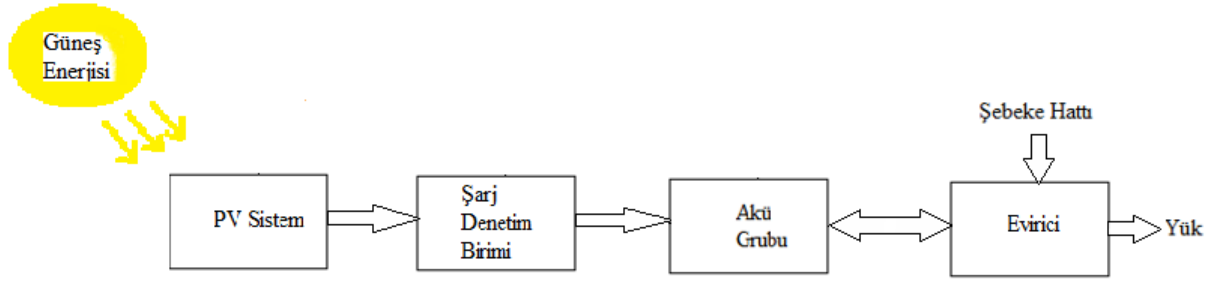 Güneş
Enerjisi
Şebeke Hattı
PV Sistem
Şarj
Denetim
Birimi
Akü
Grubu
Evirici
Yük